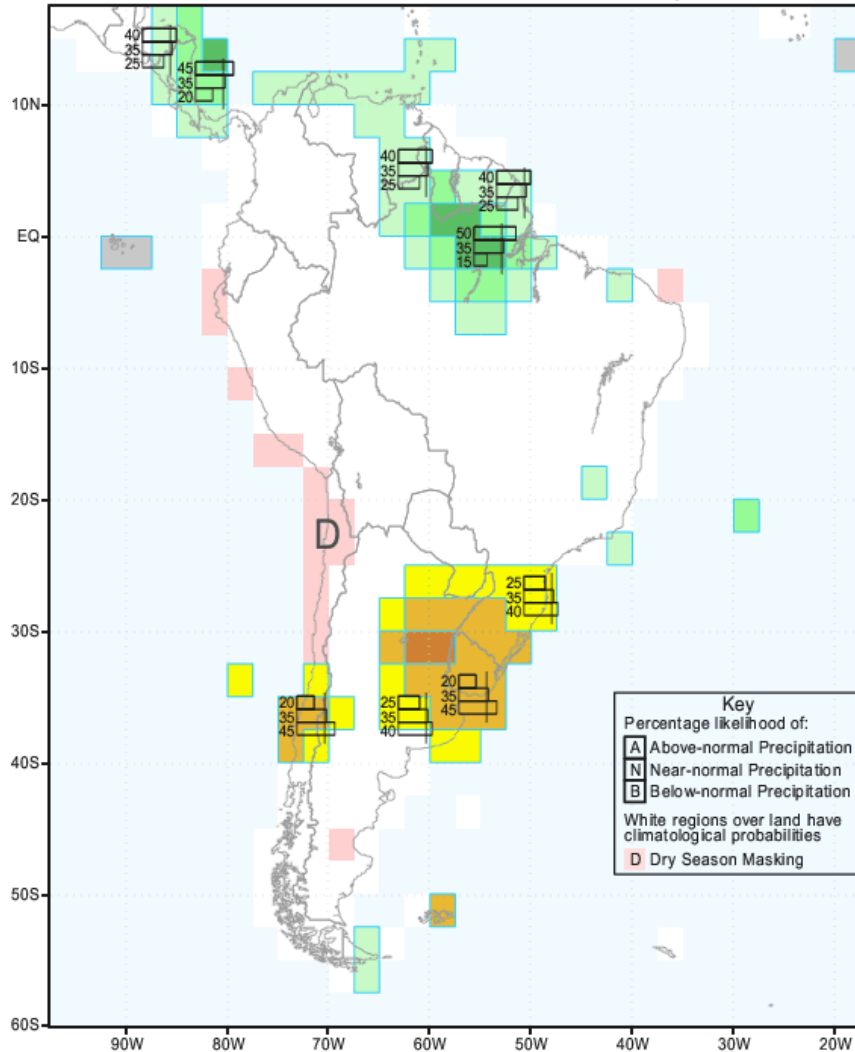 40
35
25
45
35
20
10N
40
35
25
40
35
25
EQ
50
35
15
10S
20S
D
25
35
40
30S
20
35
45
20
35
45
25
35
40
Key
Percentage likelihood of:
A Above-normal Precipitation
N Near-normal Precipitation
B Below-normal Precipitation
White regions over land have
climatological probabilities
D Dry Season Masking
40S
50S
60S
90W 80W 70W 60W 50W 40W 30W 20W